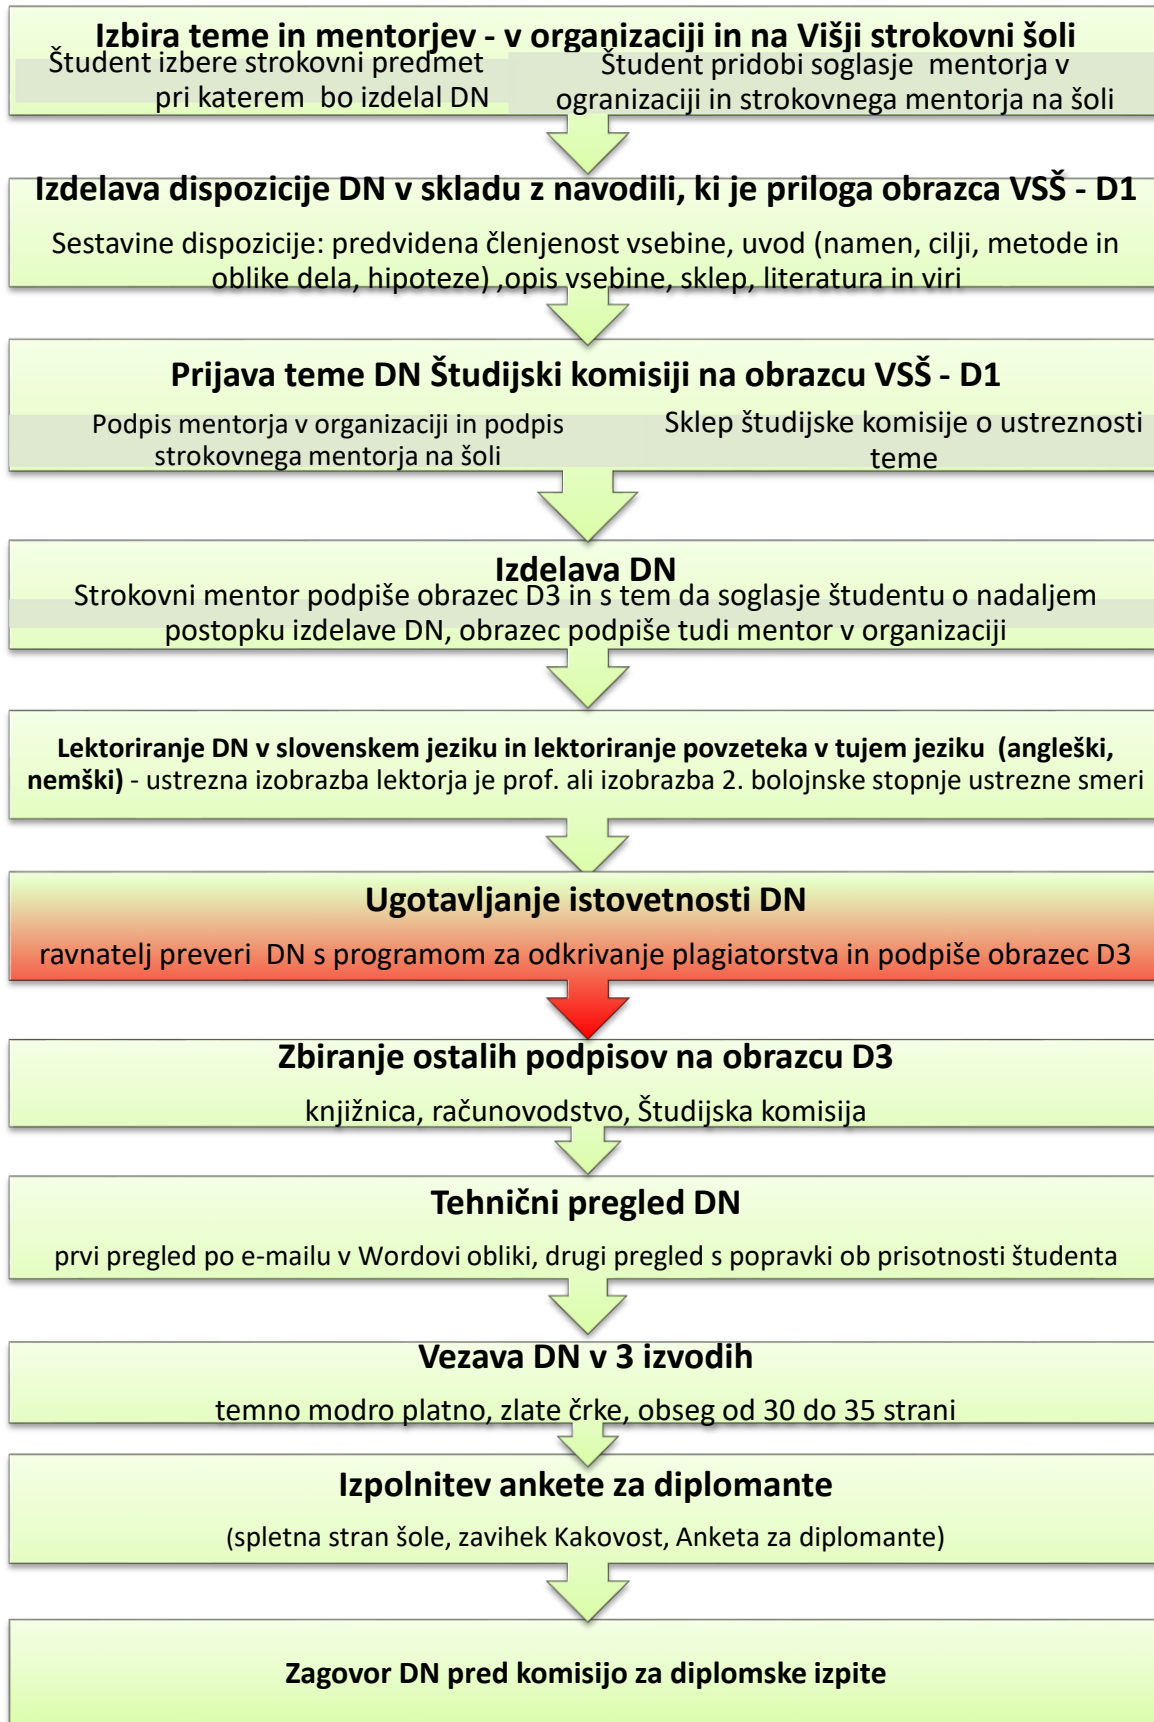 Izbira teme in mentorjev - v organizaciji in na Višji strokovni šoli
Študent izbere strokovni predmet
pri katerem bo izdelal DN
Študent pridobi soglasje mentorja v
ogranizaciji in strokovnega mentorja na šoli
Izdelava dispozicije DN v skladu z navodili, ki je priloga obrazca VSŠ - D1
Sestavine dispozicije: predvidena členjenost vsebine, uvod (namen, cilji, metode in
oblike dela, hipoteze) ,opis vsebine, sklep, literatura in viri
Prijava teme DN Študijski komisiji na obrazcu VSŠ - D1
Podpis mentorja v organizaciji in podpis
strokovnega mentorja na šoli
Sklep študijske komisije o ustreznosti
teme
Izdelava DN
Strokovni mentor podpiše obrazec D3 in s tem da soglasje študentu o nadaljem
postopku izdelave DN, obrazec podpiše tudi mentor v organizaciji
Lektoriranje DN v slovenskem jeziku in lektoriranje povzeteka v tujem jeziku (angleški,
nemški) - ustrezna izobrazba lektorja je prof. ali izobrazba 2. bolojnske stopnje ustrezne smeri
Ugotavljanje istovetnosti DN
ravnatelj preveri DN s programom za odkrivanje plagiatorstva in podpiše obrazec D3
Zbiranje ostalih podpisov na obrazcu D3
knjižnica, računovodstvo, Študijska komisija
Tehnični pregled DN
prvi pregled po e-mailu v Wordovi obliki, drugi pregled s popravki ob prisotnosti študenta
Vezava DN v 3 izvodih
temno modro platno, zlate črke, obseg od 30 do 35 strani
Izpolnitev ankete za diplomante
(spletna stran šole, zavihek Kakovost, Anketa za diplomante)
Zagovor DN pred komisijo za diplomske izpite